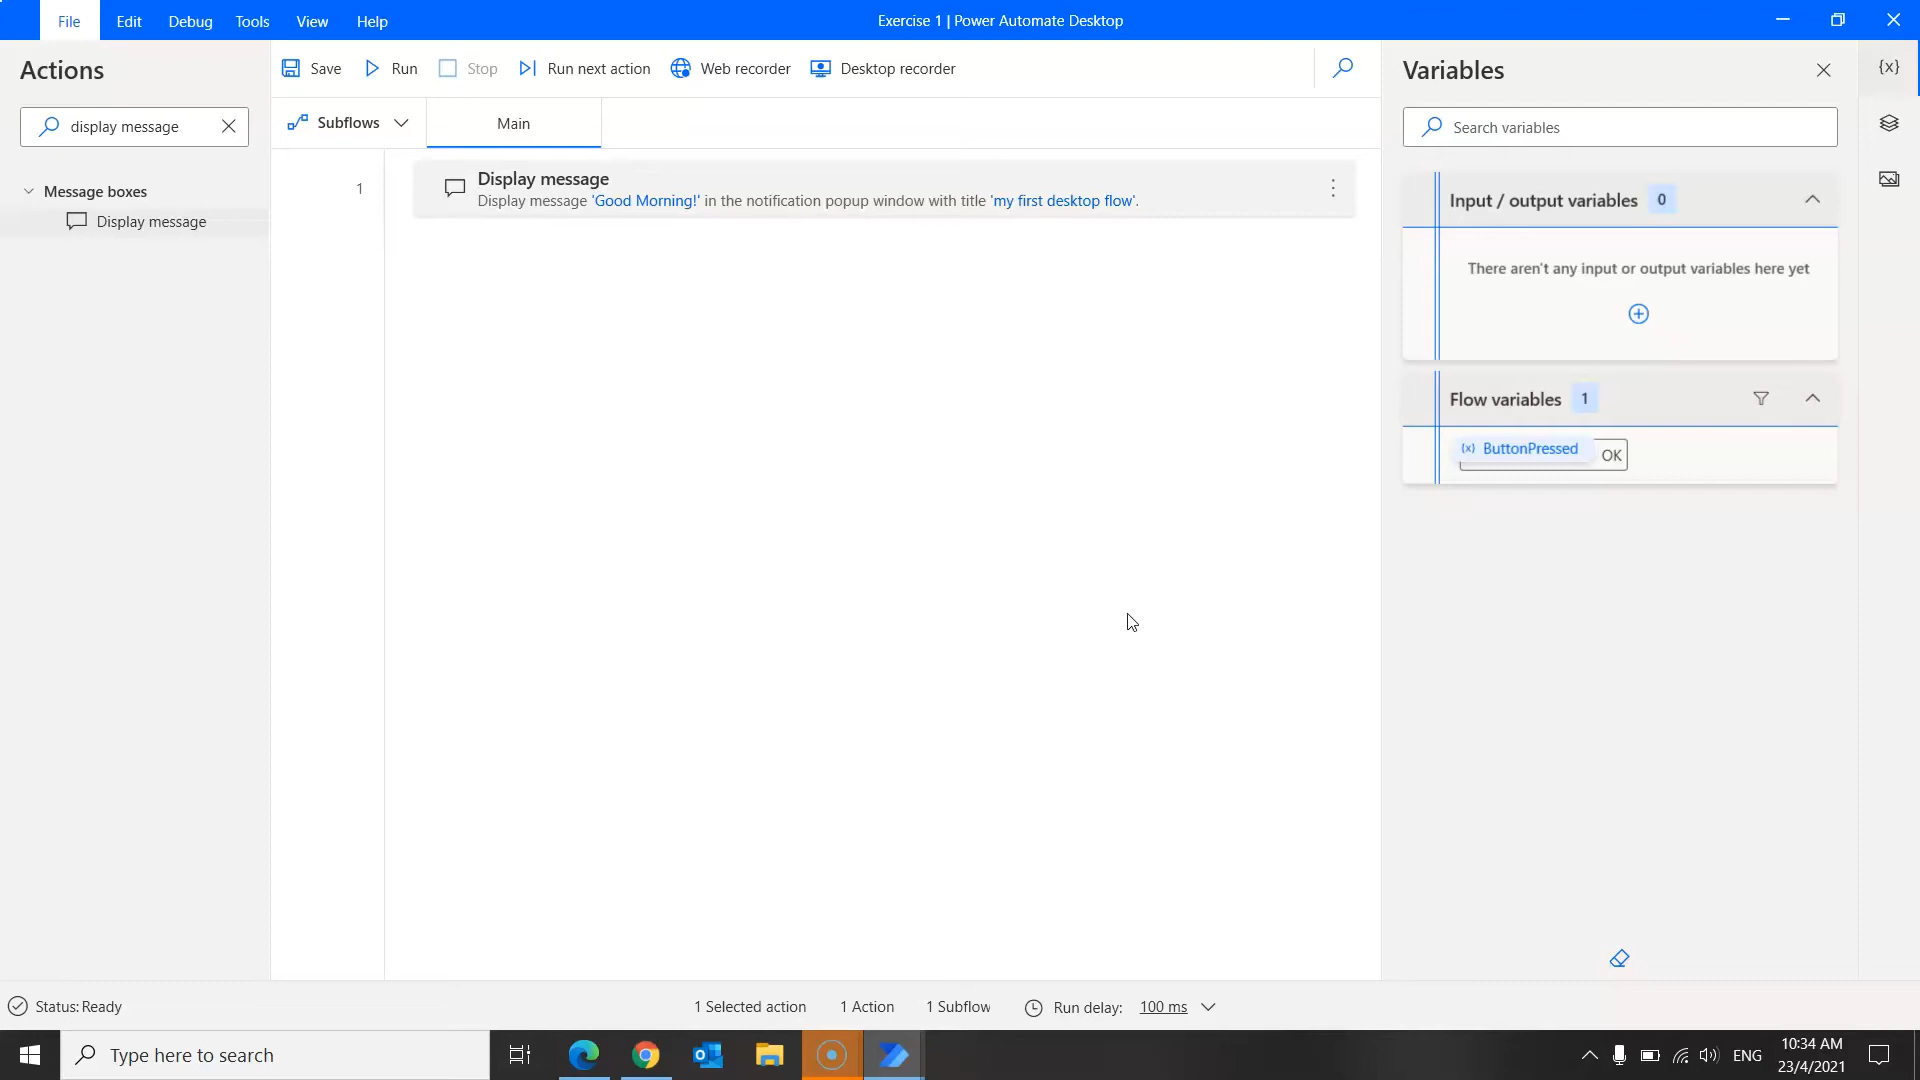 File Edit Debug Tools View Help
Exercise 1 | Power Automate Desktop
Actions
display message
Message boxes
Display message
Save Run Stop Run next action Web recorder Desktop recorder
Subflows Main
1
Display message
Display message 'Good Morning!' in the notification popup window with title 'my first desktop flow'.
Variables
{x}
Search variables
Input / output variables 0
There aren't any input or output variables here yet
Flow variables 1
(x) ButtonPressed OK
Status: Ready 1 Selected action 1 Action 1 Subflow Run delay: 100 ms
Type here to search
ENG
10:34 AM
23/4/2021